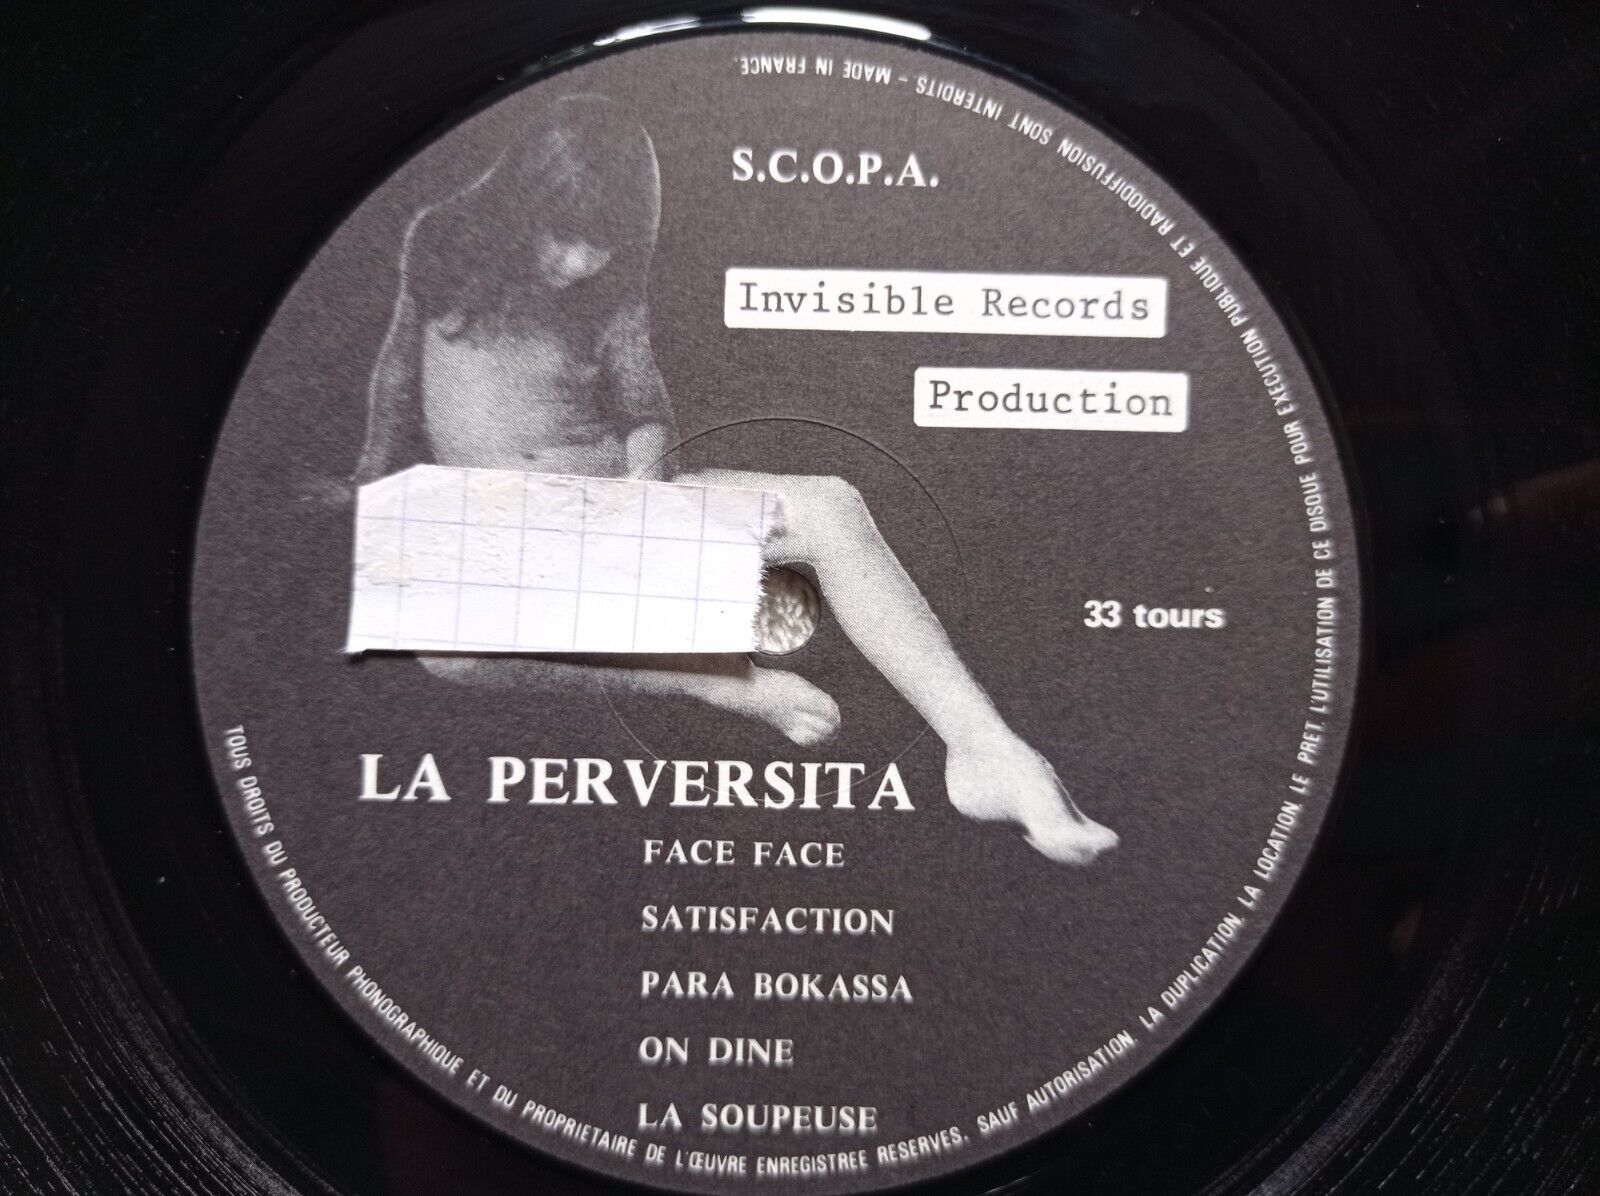 S.C.O.P.A.
Invisible Records
Production
33 tours
LA PERVERSITA
FACE FACE
SATISFACTION
PARA BOKASSA
ON DINE
LA SOUPEUSE
TOUS DROITS DU PRODUCTEUR PHONOGRAPHIQUE ET DU PROPRIETAIRE DE L'ŒUVRE ENREGISTREE RESERVES. SAUF AUTORISATION. LA DUPLICATION. LA LOCATION. LE PRET. L'UTILISATION DE CE DISQUE POUR EXECUTION PUBLIQUE ET RADIODIFFUSION SONT INTERDITS. - MADE IN FRANCE.